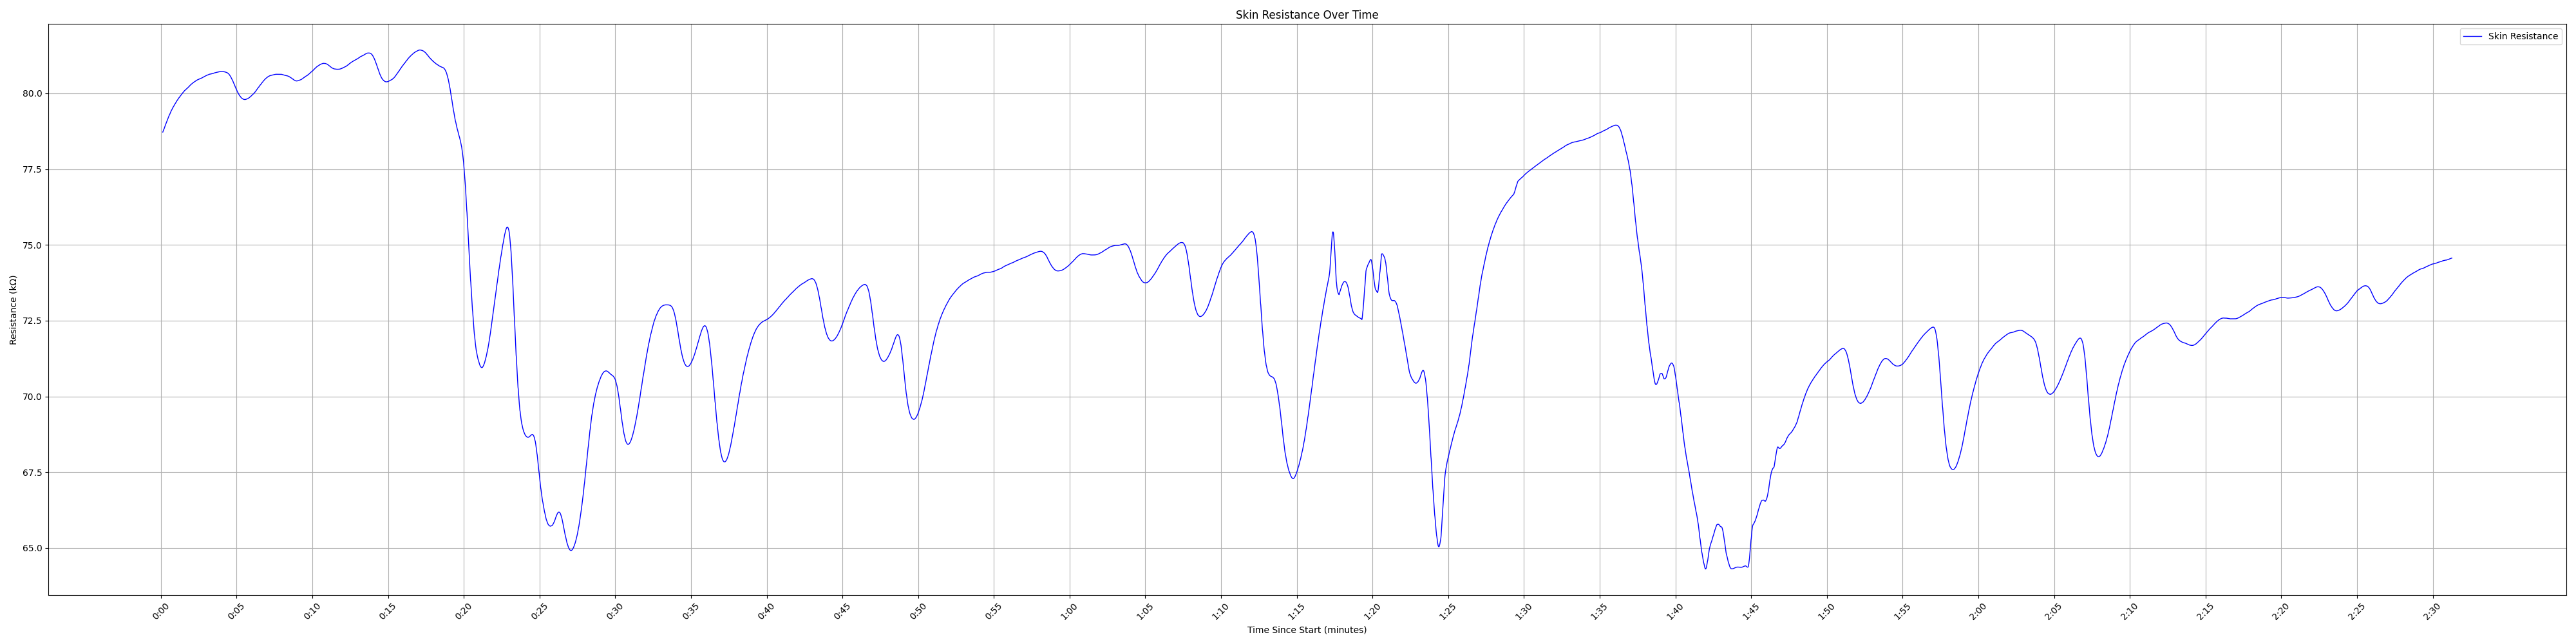 Skin Resistance Over Time
Skin Resistance
80.0
77.5
75.0
72.5
70.0
67.5
65.0
Resistance (kΩ)
0:00 0:05 0:10 0:15 0:20 0:25 0:30 0:35 0:40 0:45 0:50 0:55 1:00 1:05 1:10 1:15 1:20 1:25 1:30 1:35 1:40 1:45 1:50 1:55 2:00 2:05 2:10 2:15 2:20 2:25 2:30
Time Since Start (minutes)